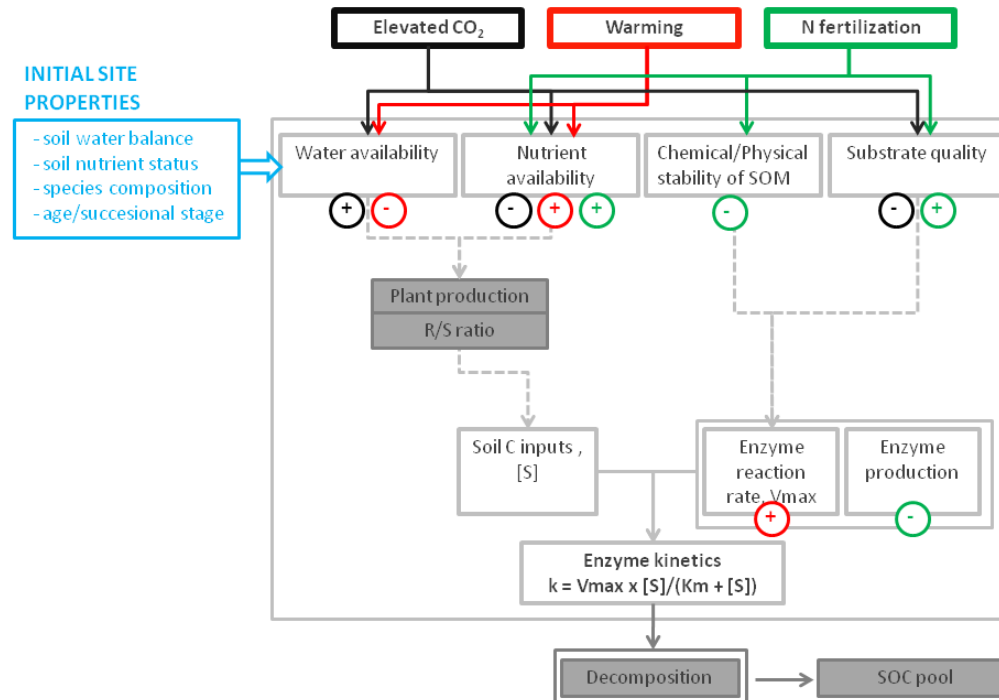 Elevated CO₂
Warming
N fertilization
INITIAL SITE
PROPERTIES
- soil water balance
- soil nutrient status
- species composition
- age/succesional stage
Water availability
Nutrient
availability
Chemical/Physical
stability of SOM
Substrate quality
+
-
-
+
+
-
-
+
Plant production
R/S ratio
Soil C inputs ,
[S]
Enzyme
reaction
rate, Vmax
Enzyme
production
+
-
Enzyme kinetics
k = Vmax x [S]/(Km + [S])
Decomposition
SOC pool